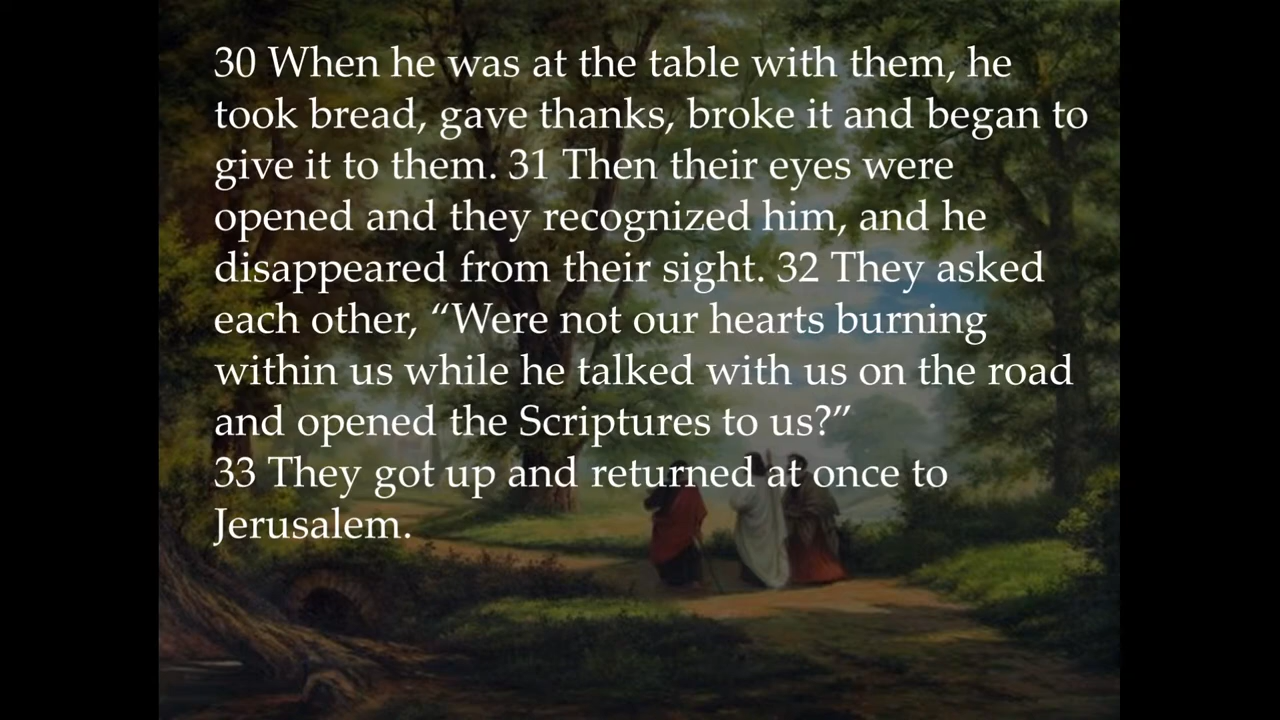 30 When he was at the table with them, he
took bread, gave thanks, broke it and began to
give it to them. 31 Then their eyes were
opened and they recognized him, and he
disappeared from their sight. 32 They asked
each other, “Were not our hearts burning
within us while he talked with us on the road
and opened the Scriptures to us?”
33 They got up and returned at once to
Jerusalem.